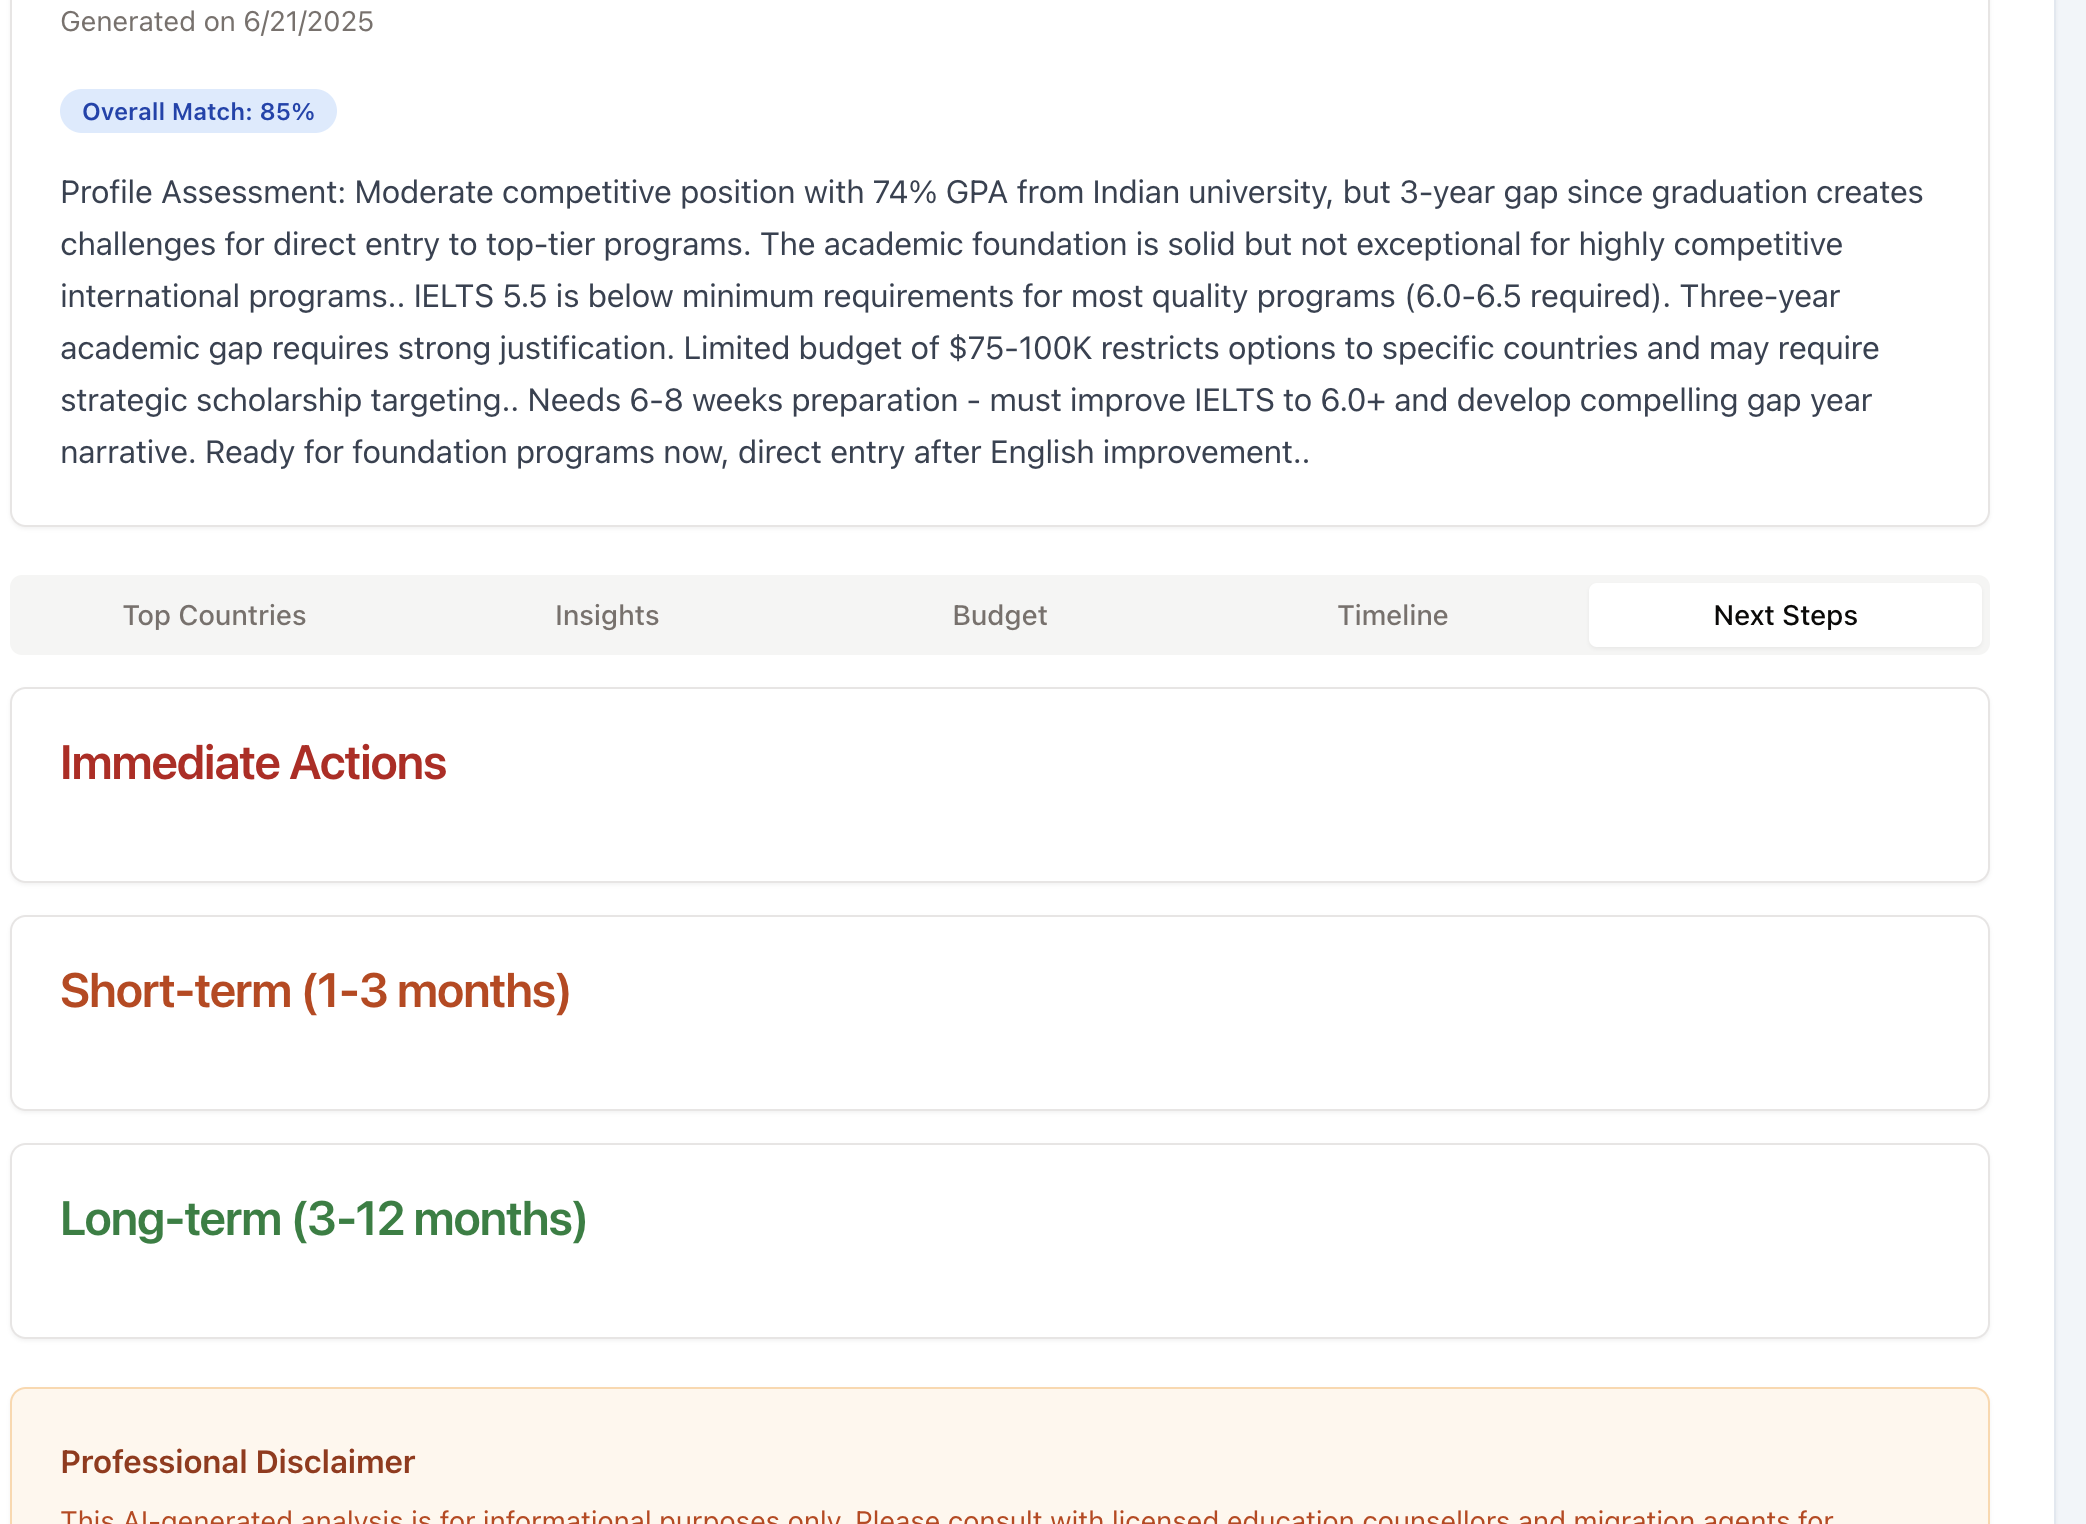 Generated on 6/21/2025
Overall Match: 85%
Profile Assessment: Moderate competitive position with 74% GPA from Indian university, but 3-year gap since graduation creates
challenges for direct entry to top-tier programs. The academic foundation is solid but not exceptional for highly competitive
international programs.. IELTS 5.5 is below minimum requirements for most quality programs (6.0-6.5 required). Three-year
academic gap requires strong justification. Limited budget of $75-100K restricts options to specific countries and may require
strategic scholarship targeting.. Needs 6-8 weeks preparation - must improve IELTS to 6.0+ and develop compelling gap year
narrative. Ready for foundation programs now, direct entry after English improvement..
Top Countries Insights Budget Timeline Next Steps
Immediate Actions
Short-term (1-3 months)
Long-term (3-12 months)
Professional Disclaimer
This AI-generated analysis is for informational purposes only. Please consult with licensed education counsellors and migration agents for